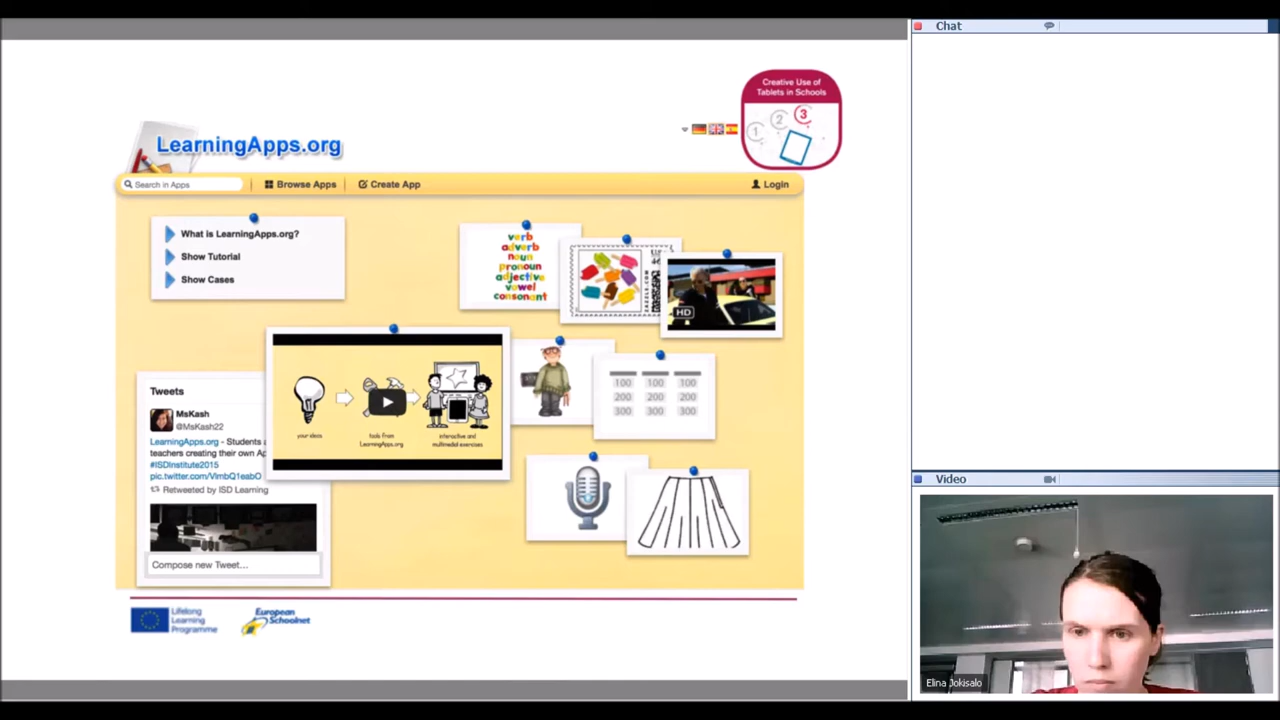 Chat
Creative Use of
Tablets in Schools
1 2 3
LearningApps.org
Search in Apps
Browse Apps
Create App
Login
What is LearningApps.org?
Show Tutorial
Show Cases
verb
adverb
noun
pronoun
adjective
vowel
consonant
ZAZZLE.COM
HD
your ideas
tools from
LearningApps.org
interactive and
multimedial exercises
100 100 100
200 200 200
300 300 300
Tweets
MsKash
@MsKash22
LearningApps.org - Students a
teachers creating their own Ap
#ISDInstitute2015
pic.twitter.com/VlmbQ1eabO
Retweeted by ISD Learning
Compose new Tweet...
Lifelong
Learning
Programme
European
Schoolnet
Video
Elina Jokisalo